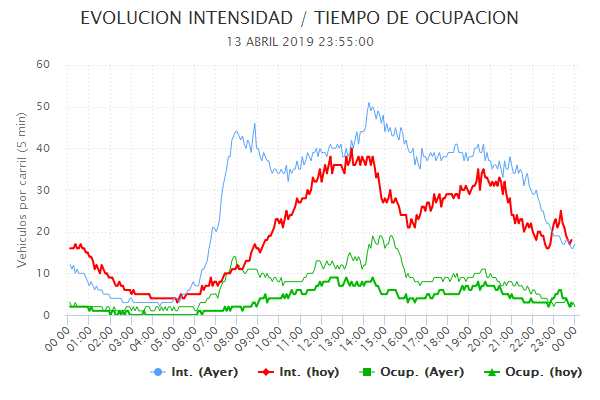 EVOLUCION INTENSIDAD / TIEMPO DE OCUPACION
13 ABRIL 2019 23:55:00
Vehiculos por carril (5 min)
60
50
40
30
20
10
0
00:00 01:00 02:00 03:00 04:00 05:00 06:00 07:00 08:00 09:00 10:00 11:00 12:00 13:00 14:00 15:00 16:00 17:00 18:00 19:00 20:00 21:00 22:00 23:00 00:00
Int. (Ayer) Int. (hoy) Ocup. (Ayer) Ocup. (hoy)